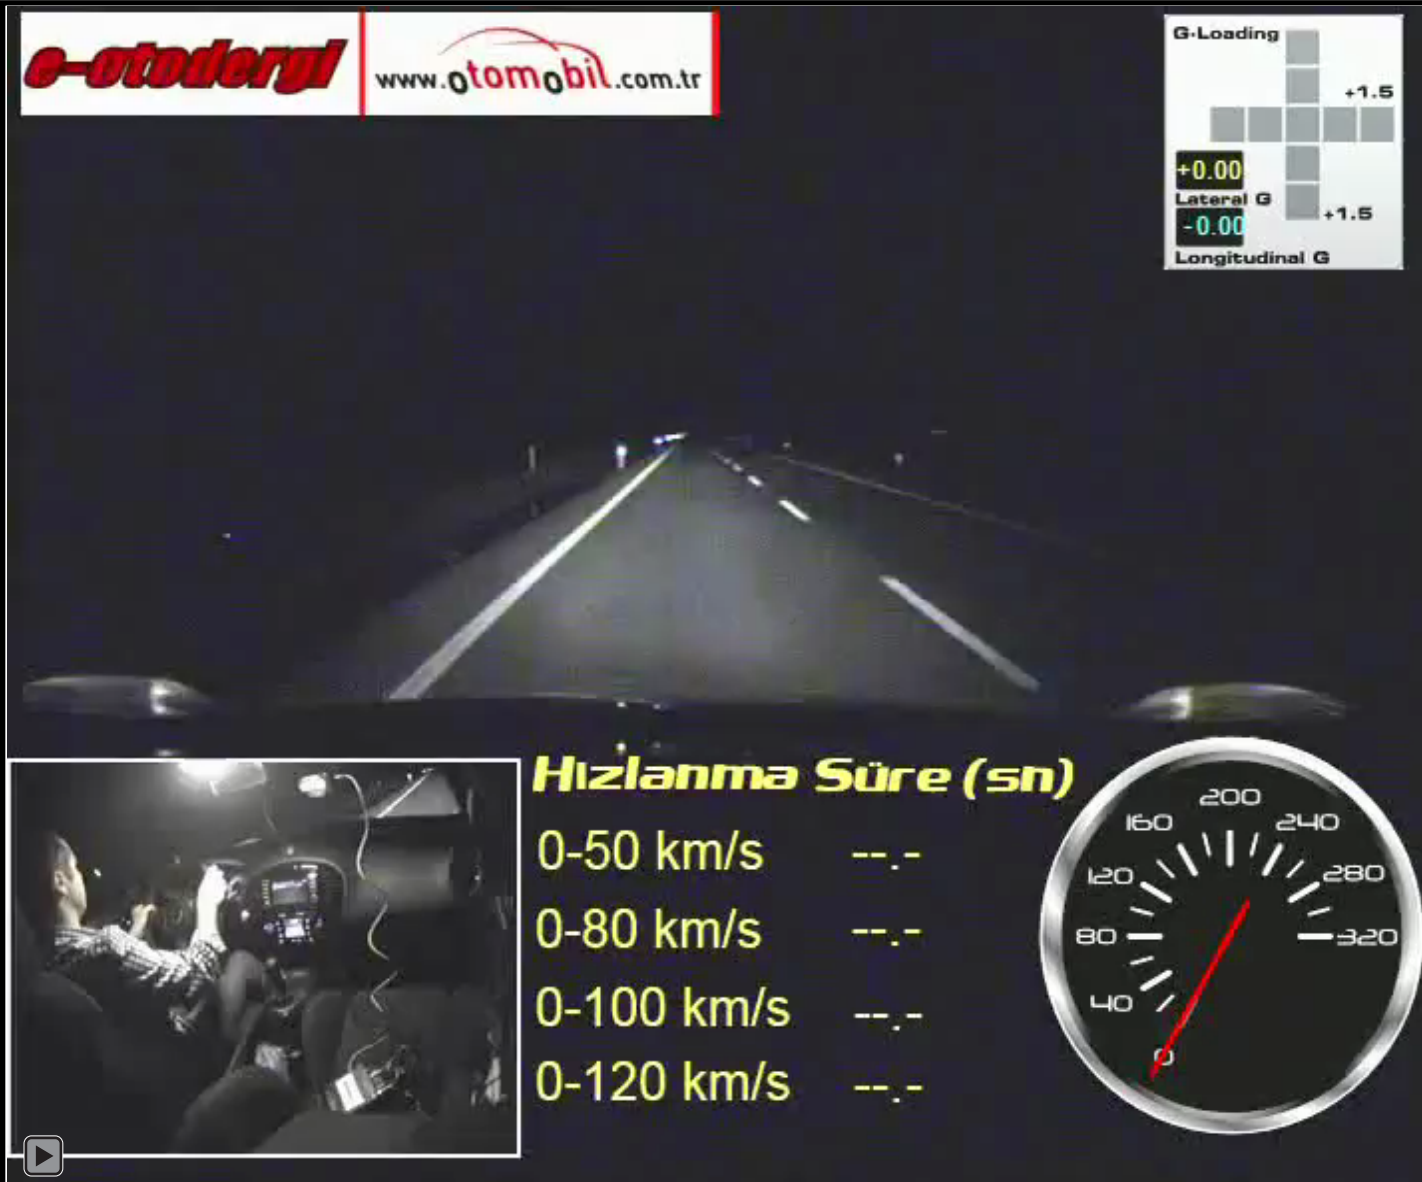 e-otodergi
www.otomobil.com.tr
G-Loading
+1.5
+0.00
Lateral G
-0.00
+1.5
Longitudinal G
Hızlanma Süre (sn)
0-50 km/s --.-
0-80 km/s --.-
0-100 km/s --.-
0-120 km/s --.-
200
160 240
120 280
80 320
40
0